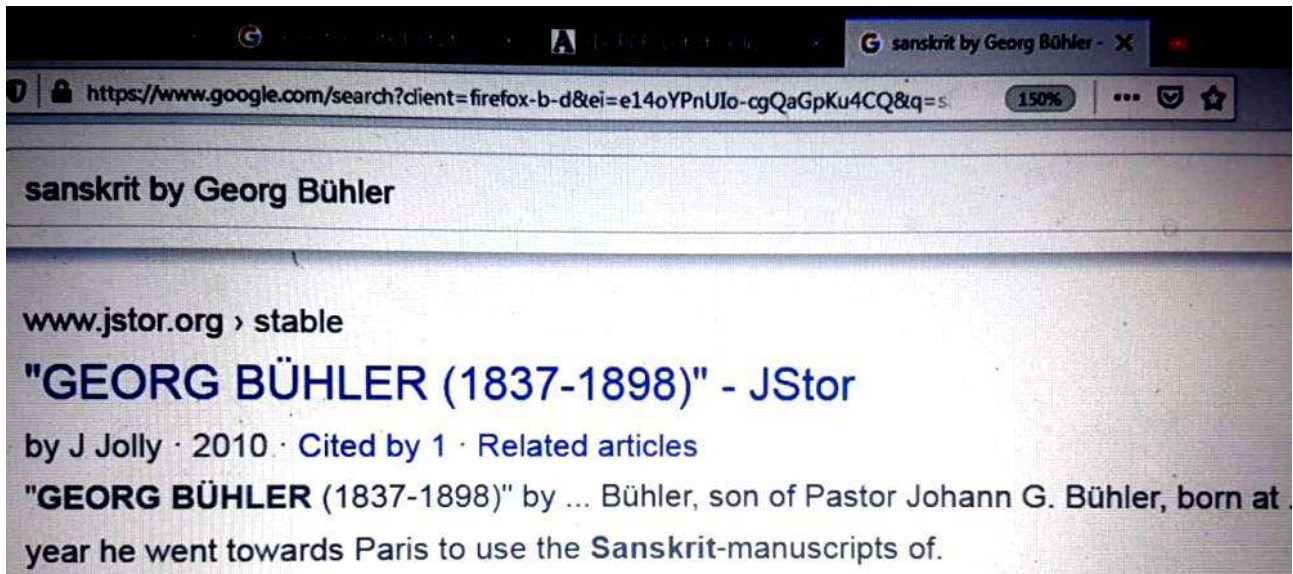 sanskrit by Georg Bühler -
https://www.google.com/search?client=firefox-b-d&ei=e14oYPnUIo-cgQaGpKu4CQ&q=s
150%
sanskrit by Georg Bühler
www.jstor.org › stable
"GEORG BÜHLER (1837-1898)" - JStor
by J Jolly · 2010 · Cited by 1 · Related articles
"GEORG BÜHLER (1837-1898)" by ... Bühler, son of Pastor Johann G. Bühler, born at .
year he went towards Paris to use the Sanskrit-manuscripts of.